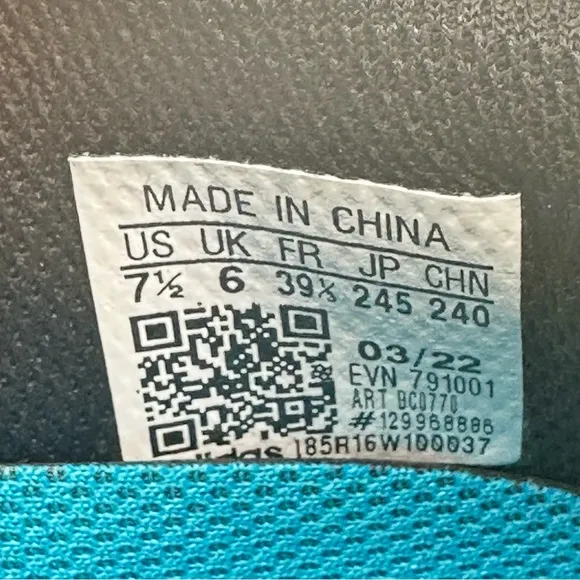 MADE IN CHINA
US UK FR JP CHN
7½ 6 39⅓ 245 240
03/22
EVN 791001
ART BC0770
#129968886
185R16W100037